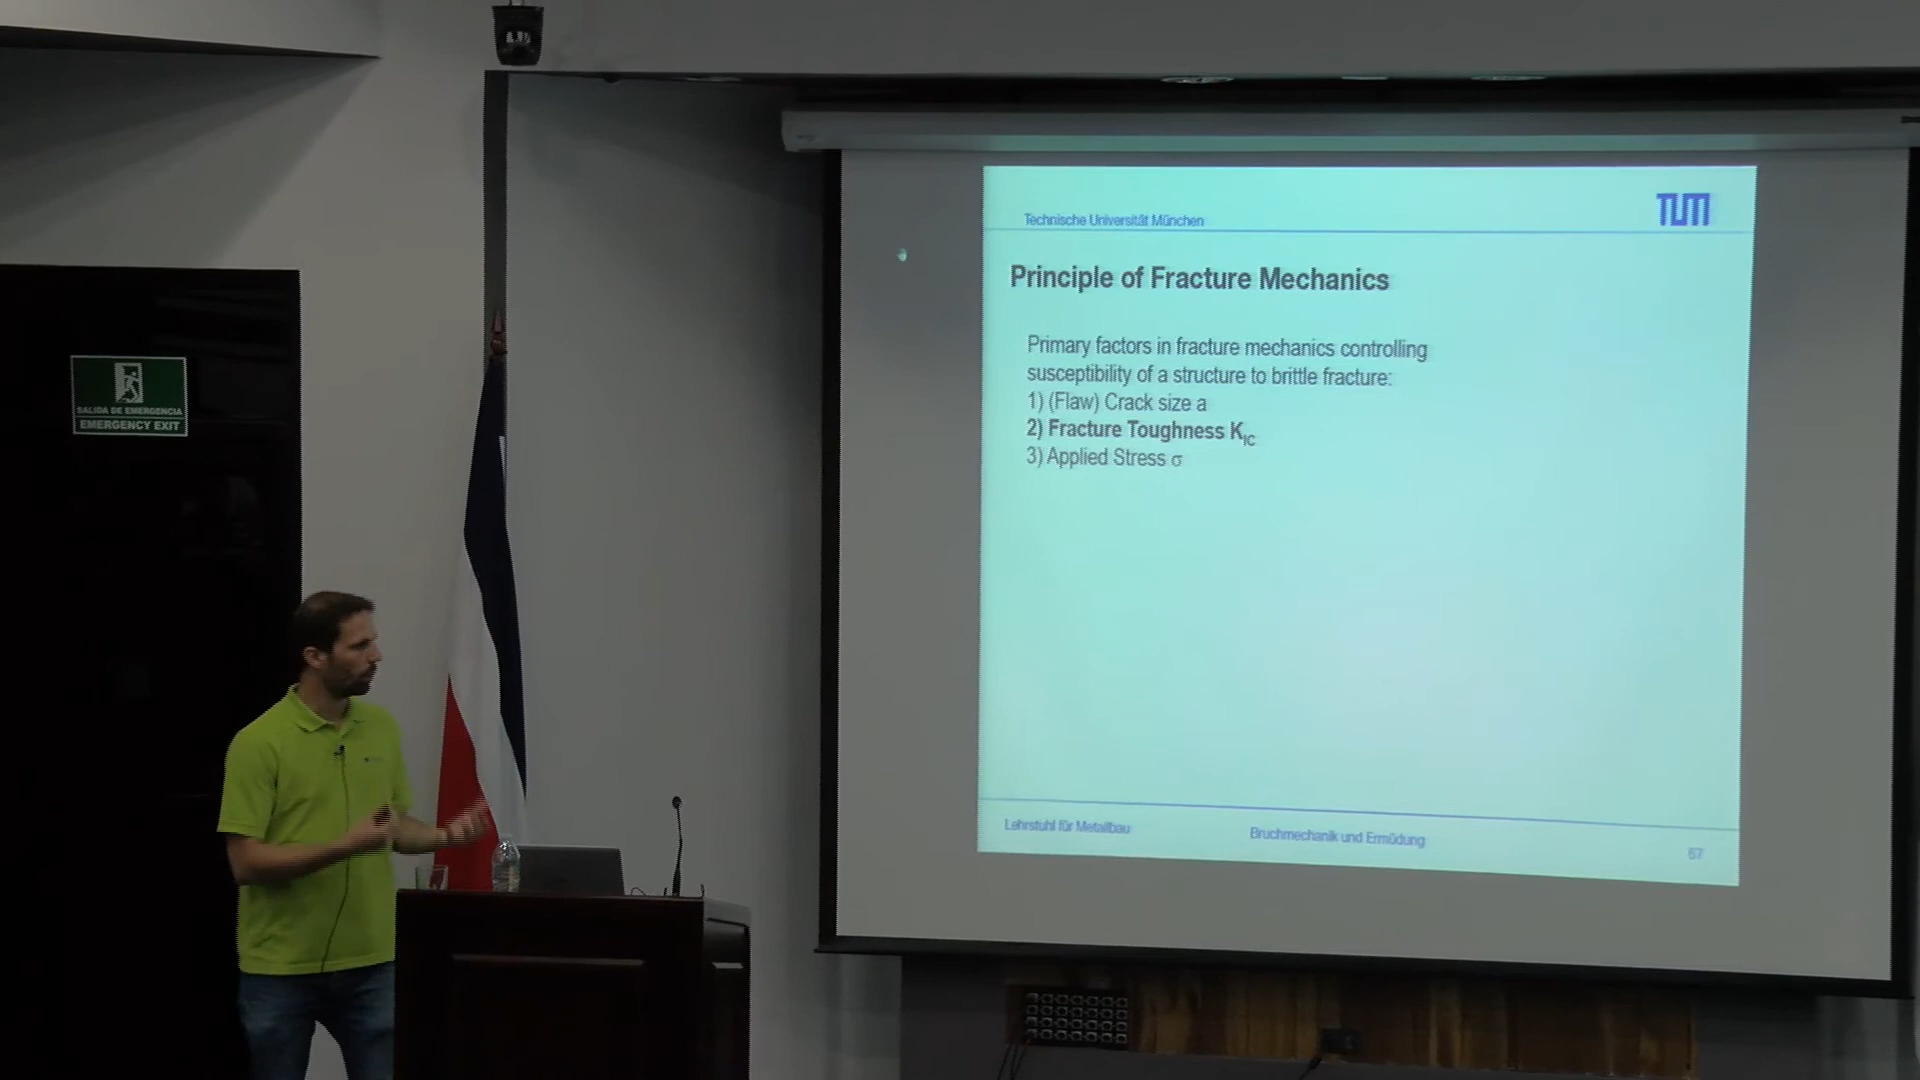 Technische Universität München
TUM
Principle of Fracture Mechanics
Primary factors in fracture mechanics controlling
susceptibility of a structure to brittle fracture:
1) (Flaw) Crack size a
2) Fracture Toughness K_IC
3) Applied Stress σ
Lehrstuhl für Metallbau
Bruchmechanik und Ermüdung
67
SALIDA DE EMERGENCIA
EMERGENCY EXIT